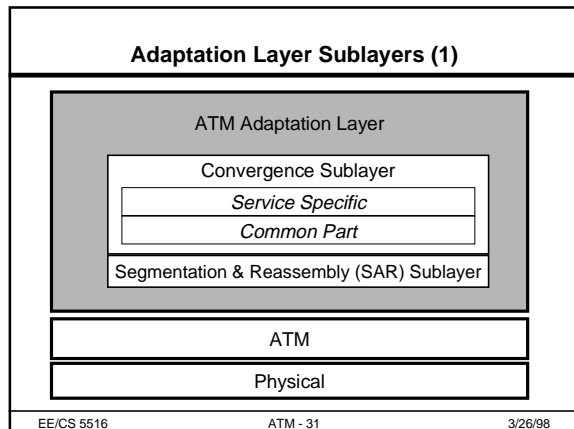 Adaptation Layer Sublayers (1)
ATM Adaptation Layer
Convergence Sublayer
Service Specific
Common Part
Segmentation & Reassembly (SAR) Sublayer
ATM
Physical
EE/CS 5516 ATM - 31 3/26/98